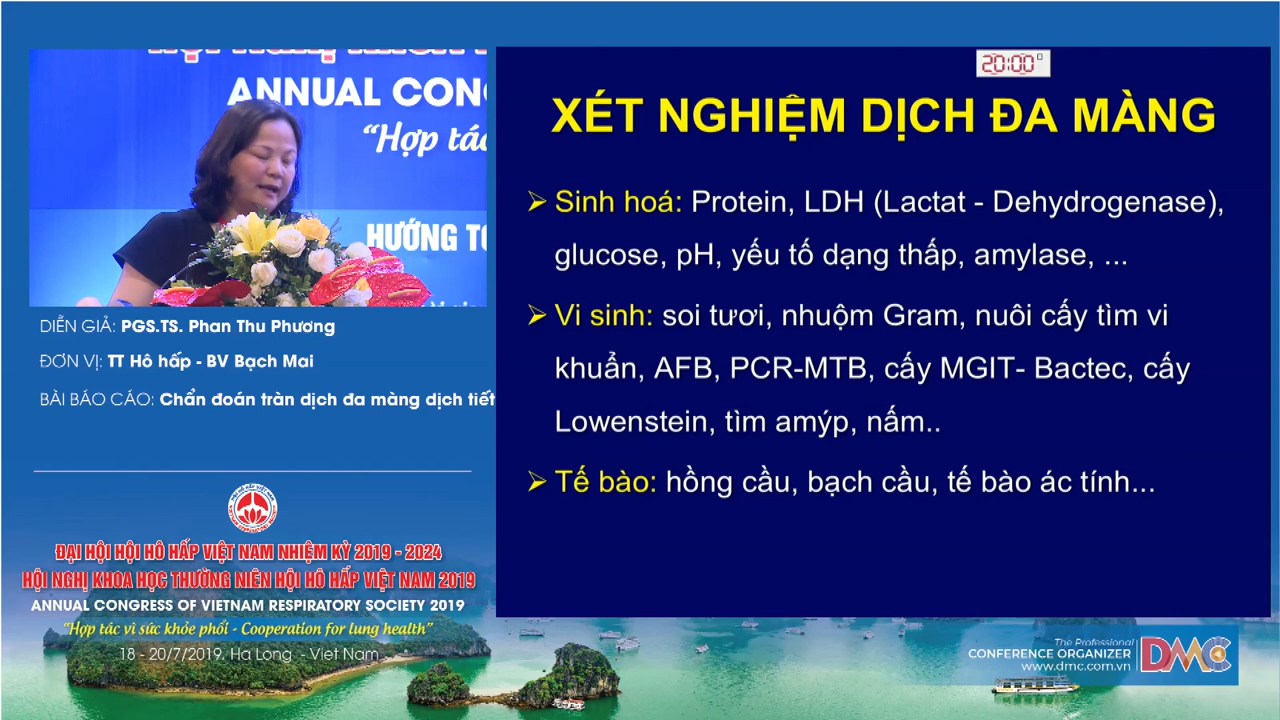 ANNUAL CON
“Hợp tác
HƯỚNG T
DIỄN GIẢ: PGS.TS. Phan Thu Phương
ĐƠN VỊ: TT Hô hấp - BV Bạch Mai
BÀI BÁO CÁO: Chẩn đoán tràn dịch đa màng dịch tiết
ĐẠI HỘI HỘI HÔ HẤP VIỆT NAM NHIỆM KỲ 2019 - 2024
HỘI NGHỊ KHOA HỌC THƯỜNG NIÊN HỘI HÔ HẤP VIỆT NAM 2019
ANNUAL CONGRESS OF VIETNAM RESPIRATORY SOCIETY 2019
“Hợp tác vì sức khỏe phổi - Cooperation for lung health”
18 - 20/7/2019. Ha Long - Viet Nam
20:00
XÉT NGHIỆM DỊCH ĐA MÀNG
➢ Sinh hoá: Protein, LDH (Lactat - Dehydrogenase),
glucose, pH, yếu tố dạng thấp, amylase, ...
➢ Vi sinh: soi tươi, nhuộm Gram, nuôi cấy tìm vi
khuẩn, AFB, PCR-MTB, cấy MGIT- Bactec, cấy
Lowenstein, tìm amýp, nấm..
➢ Tế bào: hồng cầu, bạch cầu, tế bào ác tính...
The Professional
CONFERENCE ORGANIZER
www.dmc.com.vn
DMC